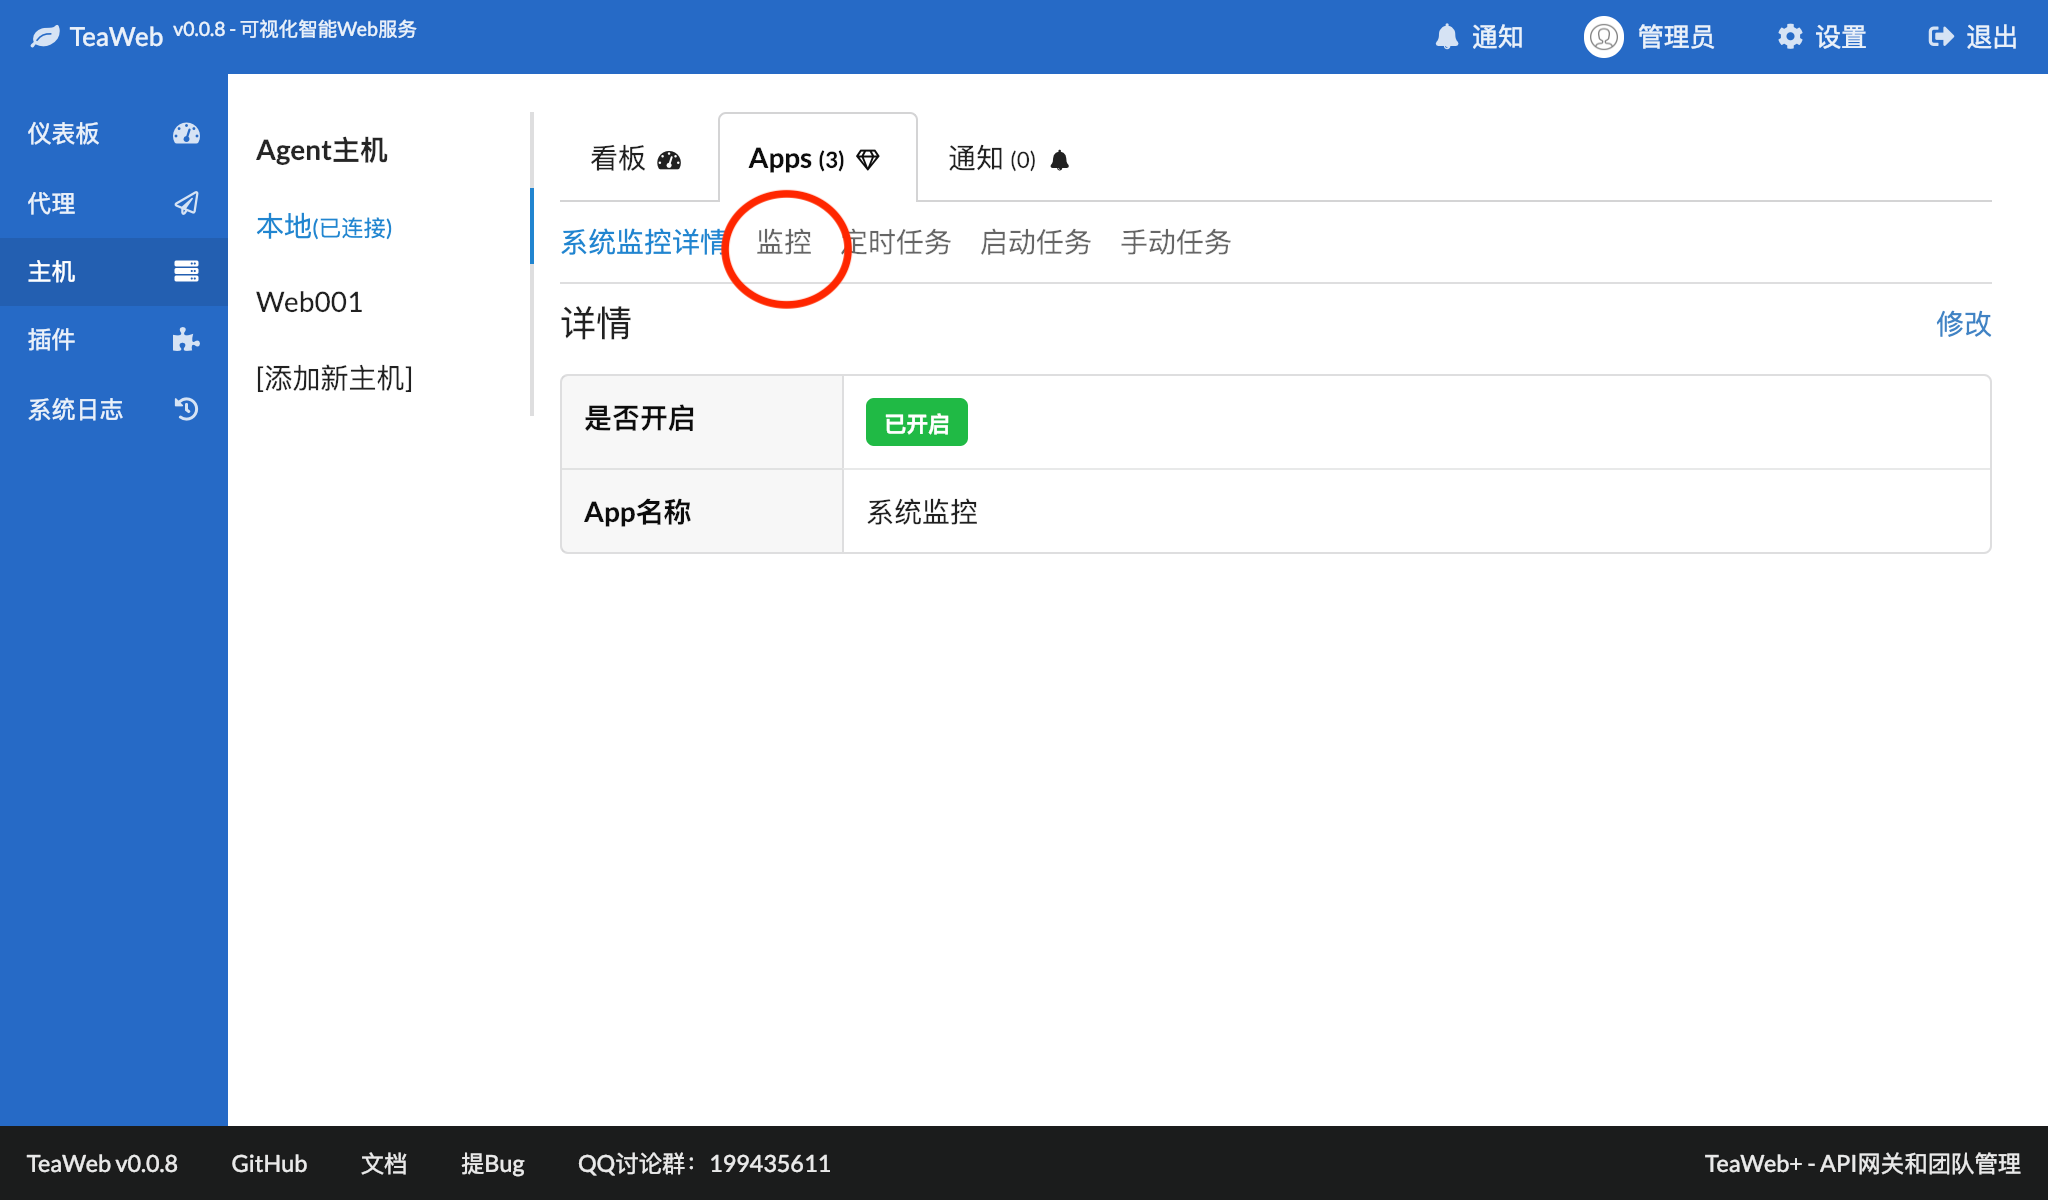 TeaWeb v0.0.8 - 可视化智能Web服务
通知 管理员 设置 退出
仪表板
代理
主机
插件
系统日志
Agent主机
本地(已连接)
Web001
[添加新主机]
看板 Apps (3) 通知 (0)
系统监控详情 监控 定时任务 启动任务 手动任务
详情 修改
是否开启 已开启
App名称 系统监控
TeaWeb v0.0.8 GitHub 文档 提Bug QQ讨论群：199435611 TeaWeb+ - API网关和团队管理